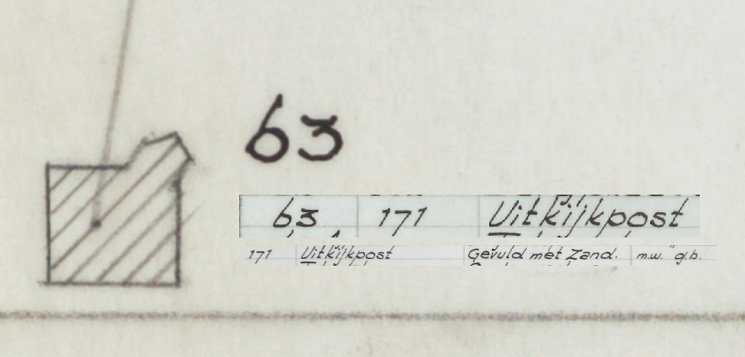 63
63 171 Uitkijkpost
171 Uitkijkpost Gevuld met Zand. m.w." g.b.